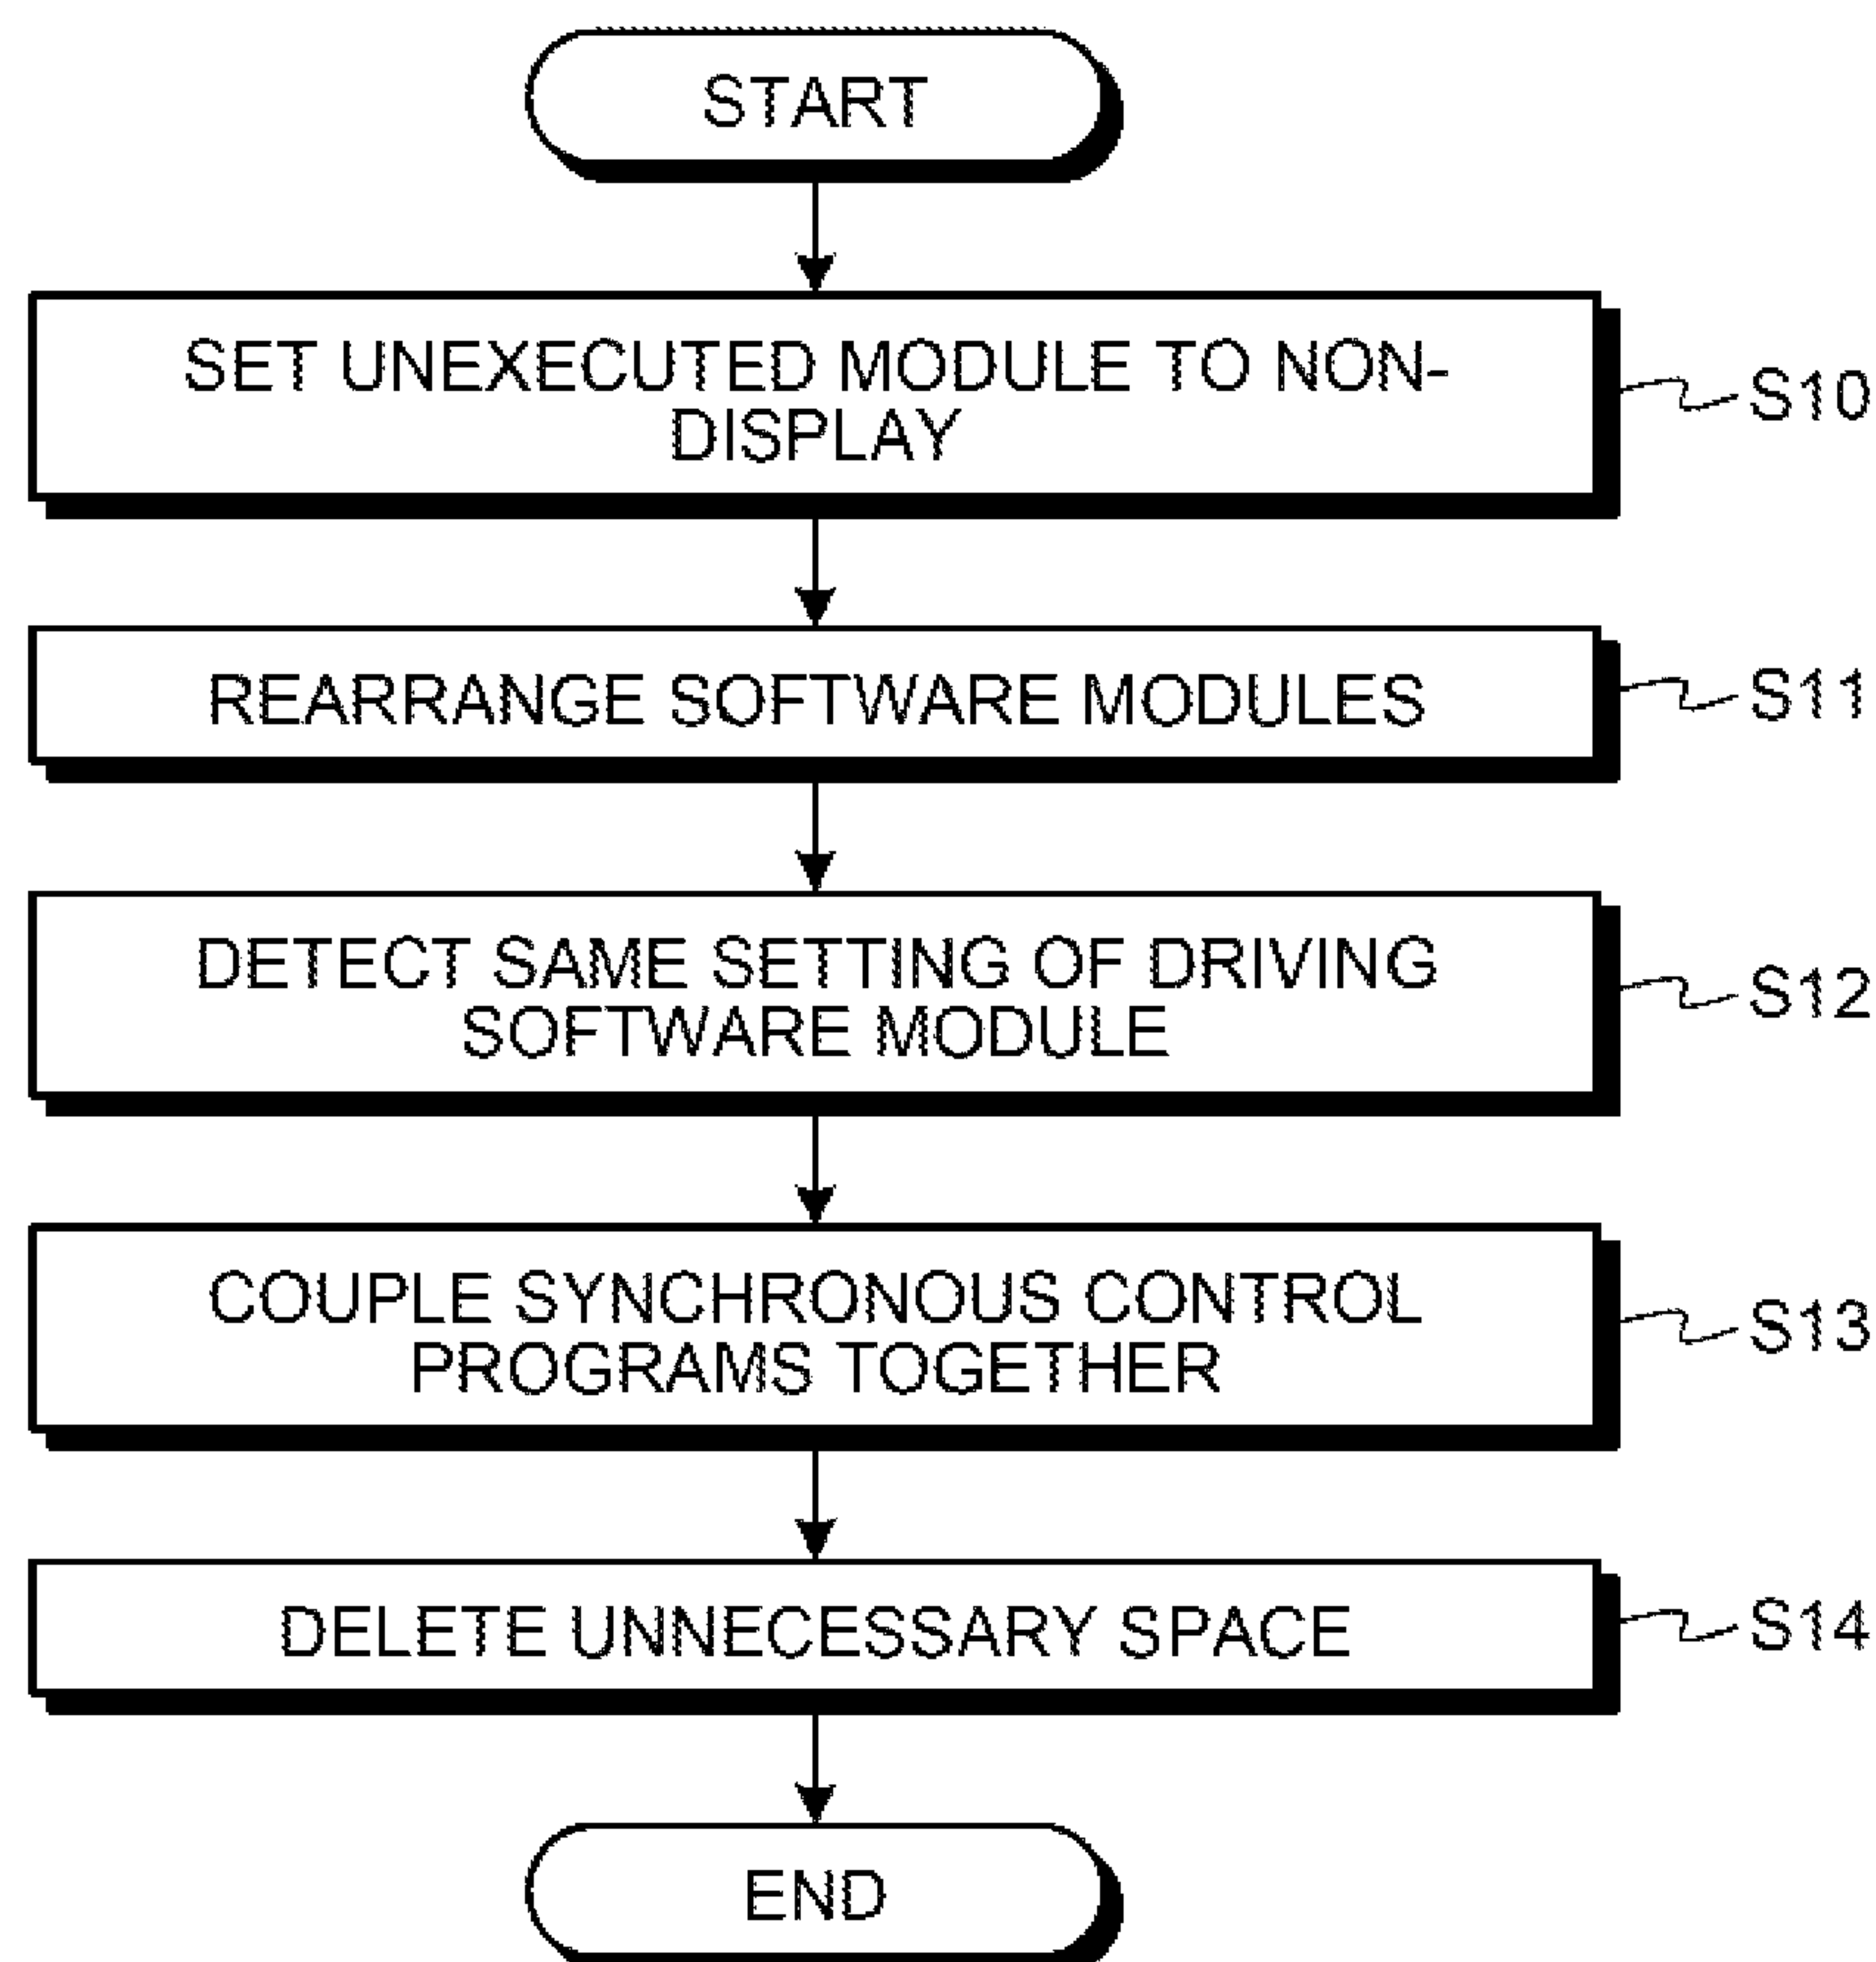 START
SET UNEXECUTED MODULE TO NON-
DISPLAY
S10
REARRANGE SOFTWARE MODULES
S11
DETECT SAME SETTING OF DRIVING
SOFTWARE MODULE
S12
COUPLE SYNCHRONOUS CONTROL
PROGRAMS TOGETHER
S13
DELETE UNNECESSARY SPACE
S14
END